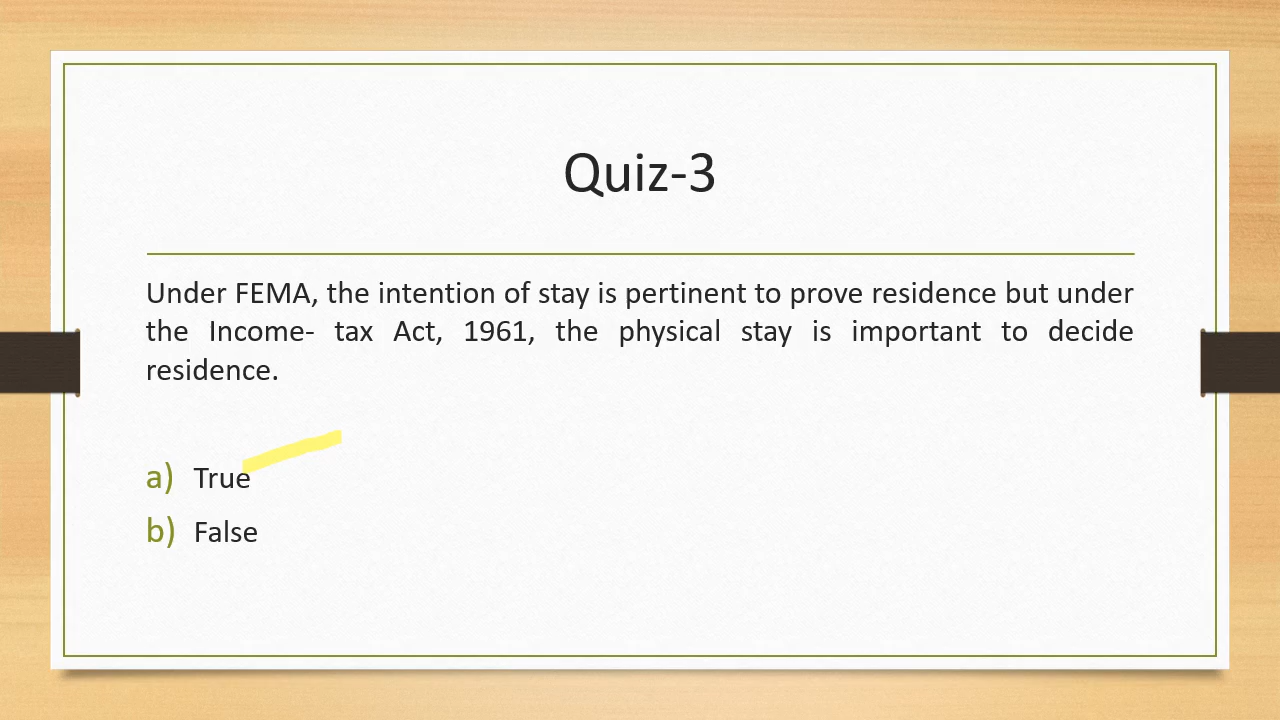 Quiz-3
Under FEMA, the intention of stay is pertinent to prove residence but under
the Income- tax Act, 1961, the physical stay is important to decide
residence.
a) True
b) False